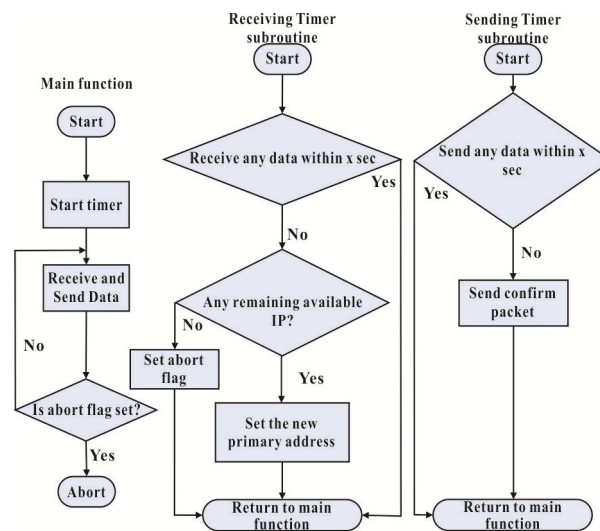 Main function
Start
Start timer
Receive and
Send Data
No
Is abort flag set?
Yes
Abort
Receiving Timer
subroutine
Start
Receive any data within x sec
Yes
No
Any remaining available
IP?
No
Set abort
flag
Yes
Set the new
primary address
Return to main
function
Sending Timer
subroutine
Start
Send any data within x
sec
Yes
No
Send confirm
packet
Return to main
function